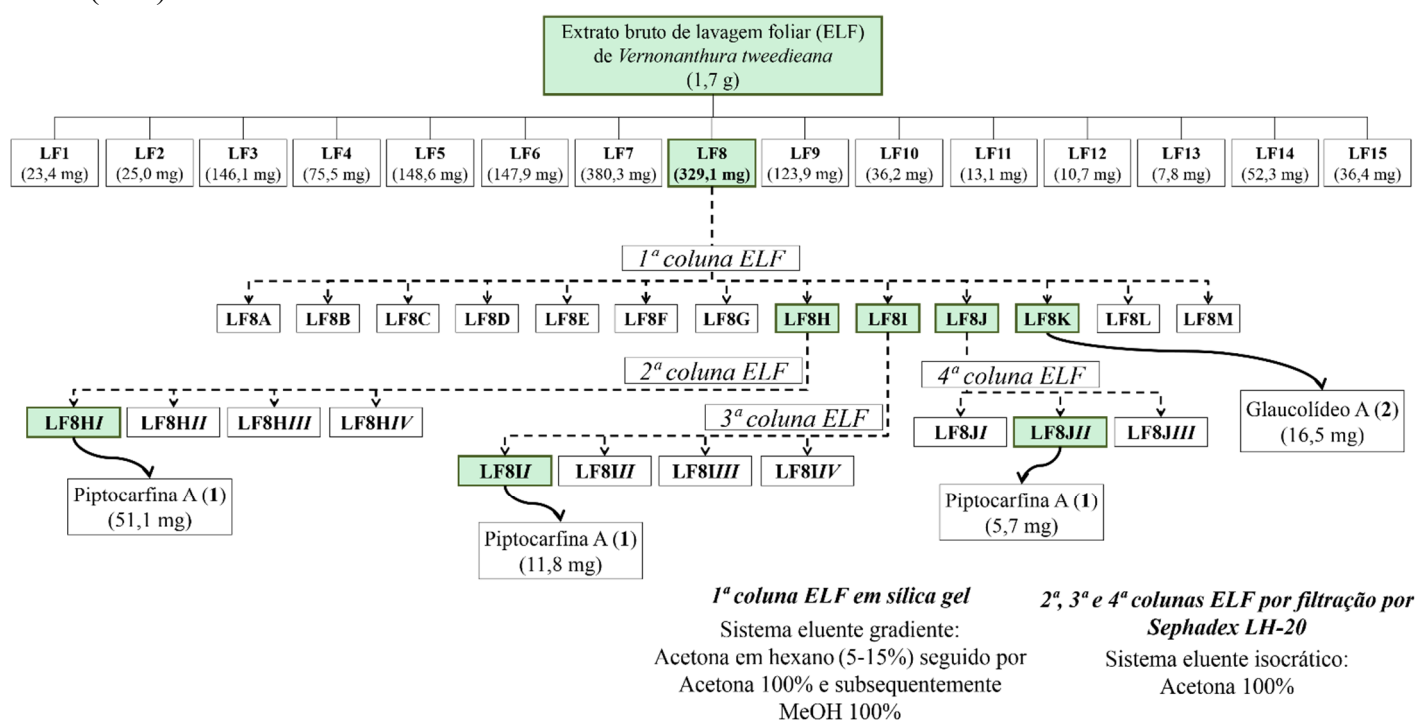 Extrato bruto de lavagem foliar (ELF)
de Vernonanthura tweedieana
(1,7 g)
LF1
(23,4 mg)
LF2
(25,0 mg)
LF3
(146,1 mg)
LF4
(75,5 mg)
LF5
(148,6 mg)
LF6
(147,9 mg)
LF7
(380,3 mg)
LF8
(329,1 mg)
LF9
(123,9 mg)
LF10
(36,2 mg)
LF11
(13,1 mg)
LF12
(10,7 mg)
LF13
(7,8 mg)
LF14
(52,3 mg)
LF15
(36,4 mg)
1ª coluna ELF
LF8A
LF8B
LF8C
LF8D
LF8E
LF8F
LF8G
LF8H
LF8I
LF8J
LF8K
LF8L
LF8M
2ª coluna ELF
4ª coluna ELF
LF8HI
LF8HII
LF8HIII
LF8HIV
3ª coluna ELF
LF8JI
LF8JII
LF8JIII
Glaucolídeo A (2)
(16,5 mg)
LF8II
LF8III
LF8IIII
LF8IIV
Piptocarfina A (1)
(51,1 mg)
Piptocarfina A (1)
(11,8 mg)
Piptocarfina A (1)
(5,7 mg)
1ª coluna ELF em sílica gel
Sistema eluente gradiente:
Acetona em hexano (5-15%) seguido por
Acetona 100% e subsequentemente
MeOH 100%
2ª, 3ª e 4ª colunas ELF por filtração por
Sephadex LH-20
Sistema eluente isocrático:
Acetona 100%